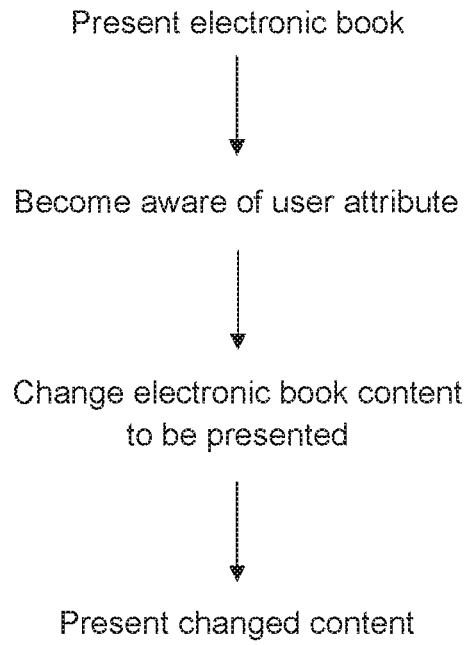 Present electronic book
Become aware of user attribute
Change electronic book content
to be presented
Present changed content